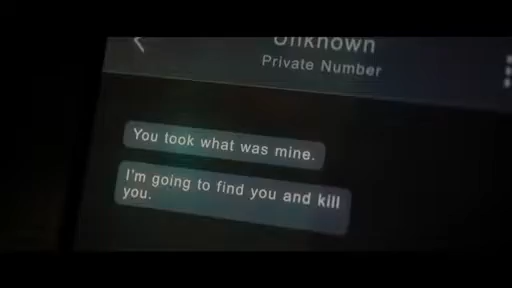 Unknown
Private Number
You took what was mine.
I'm going to find you and kill
you.